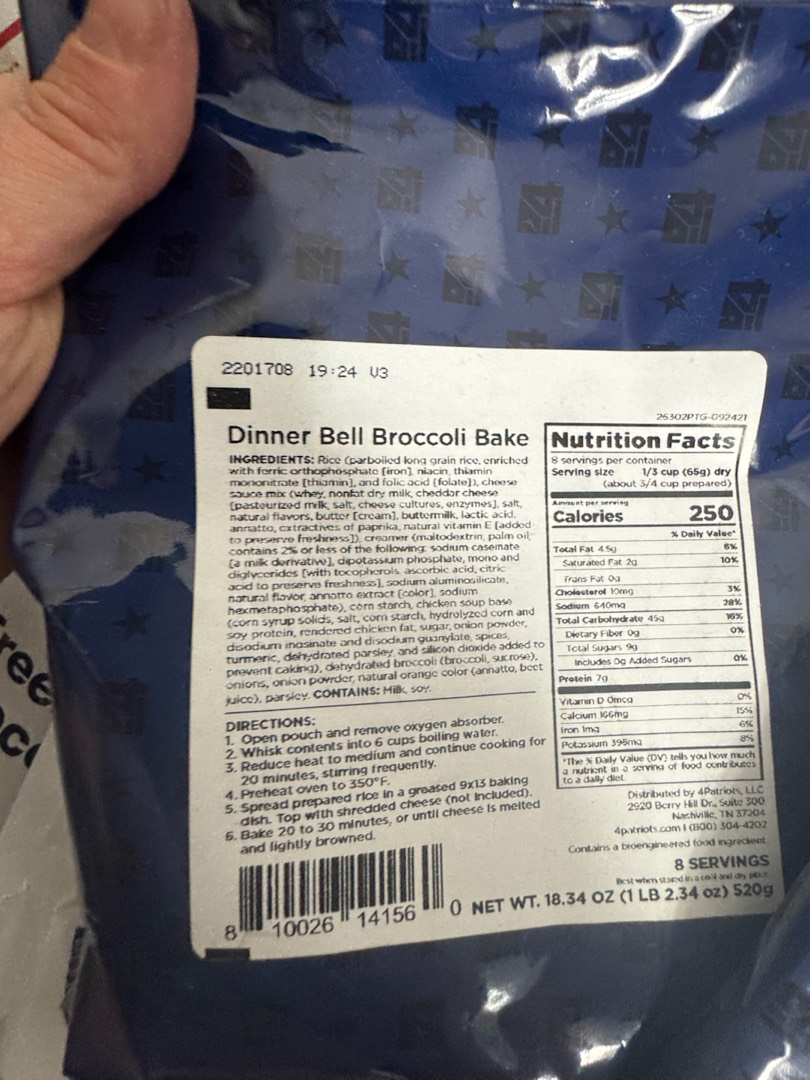 2201708 19:24 V3
26302PTG-092421
Dinner Bell Broccoli Bake
INGREDIENTS: Rice (parboiled long grain rice, enriched
with ferric orthophosphate [iron], niacin, thiamin
mononitrate [thiamin], and folic acid [folate]), cheese
sauce mix (whey, nonfat dry milk, cheddar cheese
[pasteurized milk, salt, cheese cultures, enzymes], salt,
natural flavors, butter [cream], buttermilk, lactic acid,
annatto, extractives of paprika, natural vitamin E [added
to preserve freshness]), creamer (maltodextrin, palm oil,
contains 2% or less of the following: sodium caseinate
[a milk derivative], dipotassium phosphate, mono and
diglycerides [with tocopherols, ascorbic acid, citric
acid to preserve freshness], sodium aluminosilicate,
natural flavor, annatto extract [color], sodium
hexmetaphosphate), corn starch, chicken soup base
(corn syrup solids, salt, corn starch, hydrolyzed corn and
soy protein, rendered chicken fat, sugar, onion powder,
disodium inosinate and disodium guanylate, spices,
turmeric, dehydrated parsley, and silicon dioxide added to
prevent caking), dehydrated broccoli (broccoli, sucrose),
onions, onion powder, natural orange color (annatto, beet
juice), parsley. CONTAINS: Milk, soy.
DIRECTIONS:
1. Open pouch and remove oxygen absorber.
2. Whisk contents into 6 cups boiling water.
3. Reduce heat to medium and continue cooking for
20 minutes, stirring frequently.
4. Preheat oven to 350°F.
5. Spread prepared rice in a greased 9x13 baking
dish. Top with shredded cheese (not included).
6. Bake 20 to 30 minutes, or until cheese is melted
and lightly browned.
8 10026 14156 0
Nutrition Facts
8 servings per container
Serving size 1/3 cup (65g) dry
(about 3/4 cup prepared)
Amount per serving
Calories 250
% Daily Value*
Total Fat 4.5g 6%
Saturated Fat 2g 10%
Trans Fat 0g
Cholesterol 10mg 3%
Sodium 640mg 28%
Total Carbohydrate 45g 16%
Dietary Fiber 0g 0%
Total Sugars 9g
Includes 0g Added Sugars 0%
Protein 7g
Vitamin D 0mcg 0%
Calcium 166mg 15%
Iron 1mg 6%
Potassium 395mg 8%
*The % Daily Value (DV) tells you how much
a nutrient in a serving of food contributes
to a daily diet.
Distributed by 4Patriots, LLC
2920 Berry Hill Dr., Suite 300
Nashville, TN 37204
4patriots.com | (800) 304-4202
Contains a bioengineered food ingredient
8 SERVINGS
Best when stored in a cool and dry place
NET WT. 18.34 OZ (1 LB 2.34 oz) 520g